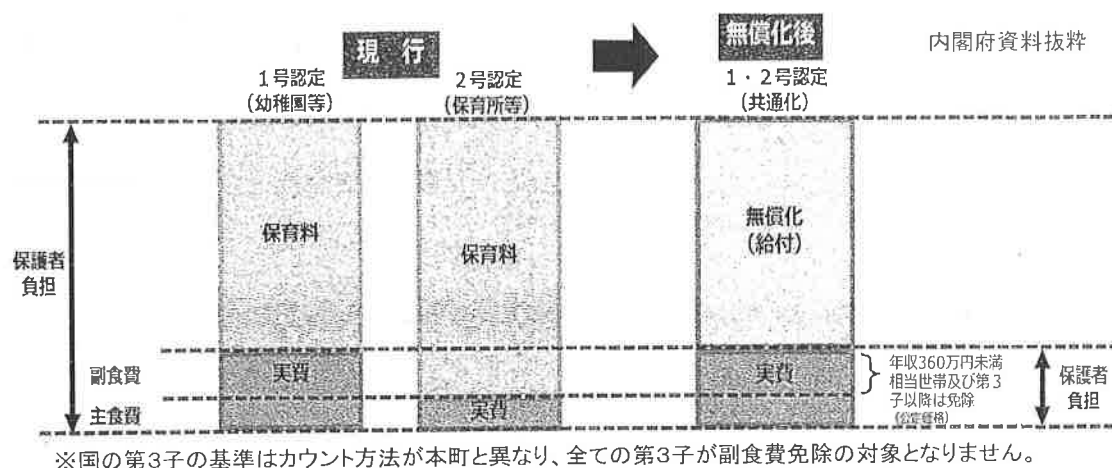 現 行
無償化後
内閣府資料抜粋
1号認定
(幼稚園等)
2号認定
(保育所等)
1・2号認定
(共通化)
保護者
負担
保育料
保育料
無償化
(給付)
副食費
実費
実費
年収360万円未満
相当世帯及び第3
子以降は免除
(公定価格)
保護者
負担
主食費
実費
※国の第3子の基準はカウント方法が本町と異なり、全ての第3子が副食費免除の対象となりません。